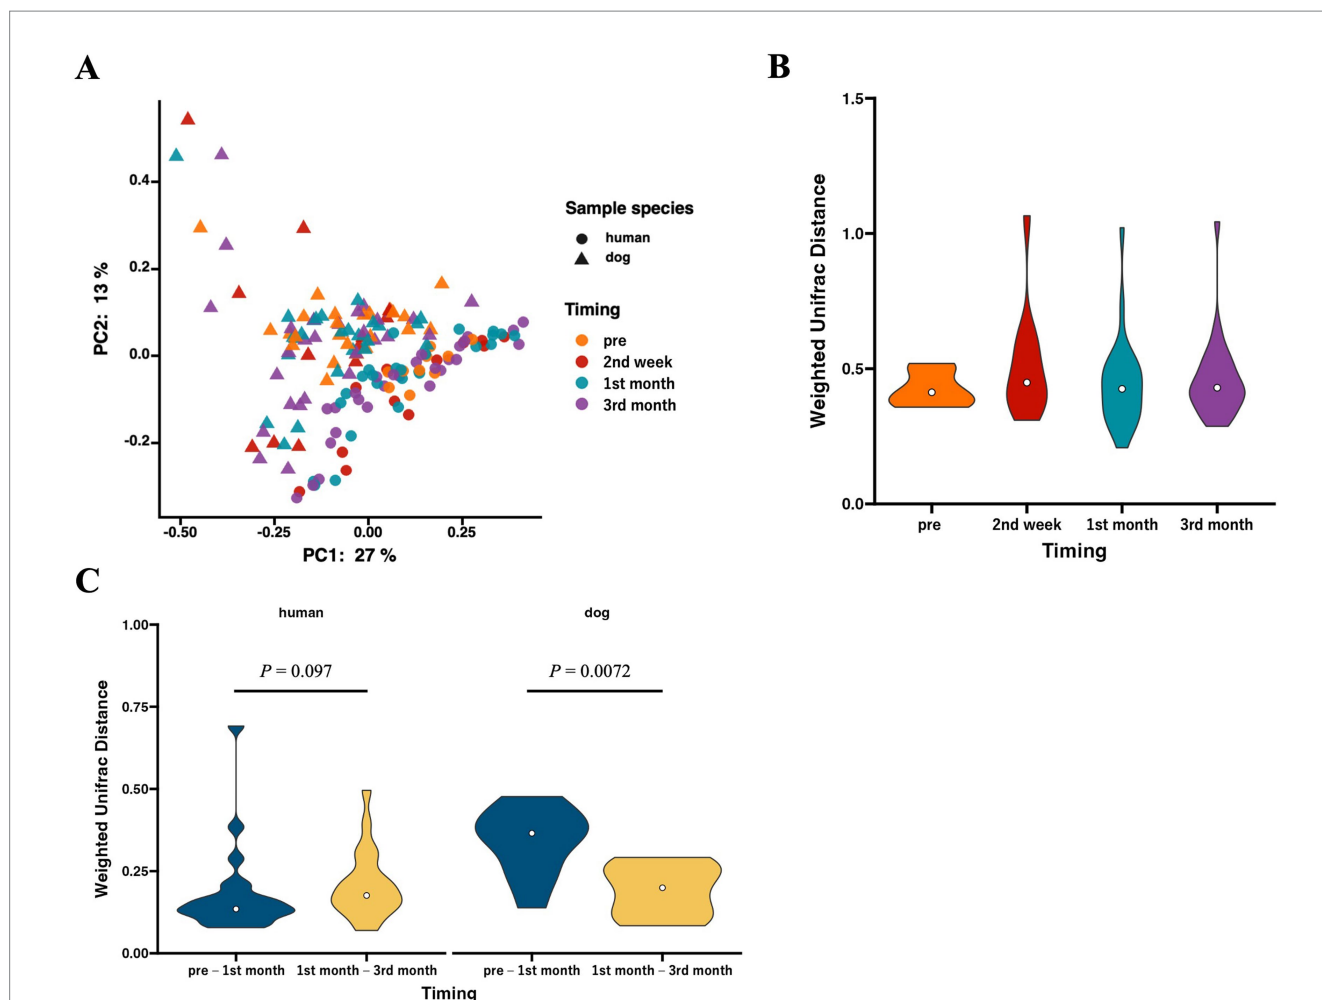 A
PC2: 13 %
0.4
0.2
0.0
-0.2
-0.50
-0.25
0.00
0.25
PC1: 27 %
Sample species
human
dog
Timing
pre
2nd week
1st month
3rd month
B
Weighted Unifrac Distance
1.5
1.0
0.5
0.0
pre
2nd week
1st month
3rd month
Timing
C
human
dog
Weighted Unifrac Distance
1.00
0.75
0.50
0.25
0.00
P = 0.097
P = 0.0072
pre – 1st month
1st month – 3rd month
pre – 1st month
1st month – 3rd month
Timing